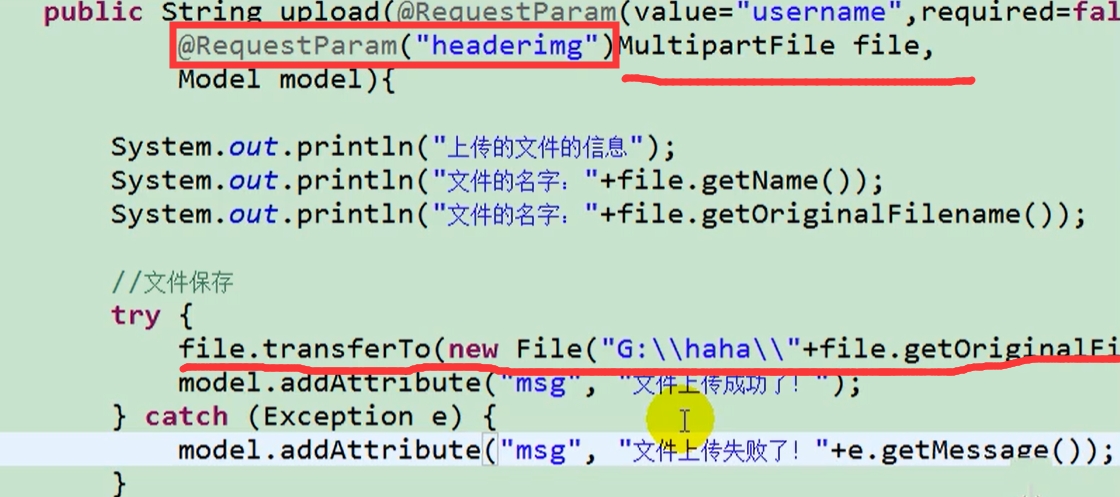 public String upload(@RequestParam(value="username",required=fal
@RequestParam("headerimg")MultipartFile file,
Model model){
System.out.println("上传的文件的信息");
System.out.println("文件的名字："+file.getName());
System.out.println("文件的名字："+file.getOriginalFilename());
//文件保存
try {
file.transferTo(new File("G:\\haha\\"+file.getOriginalFi
model.addAttribute("msg", "文件上传成功了！");
} catch (Exception e) {
model.addAttribute("msg", "文件上传失败了！"+e.getMessage());
}